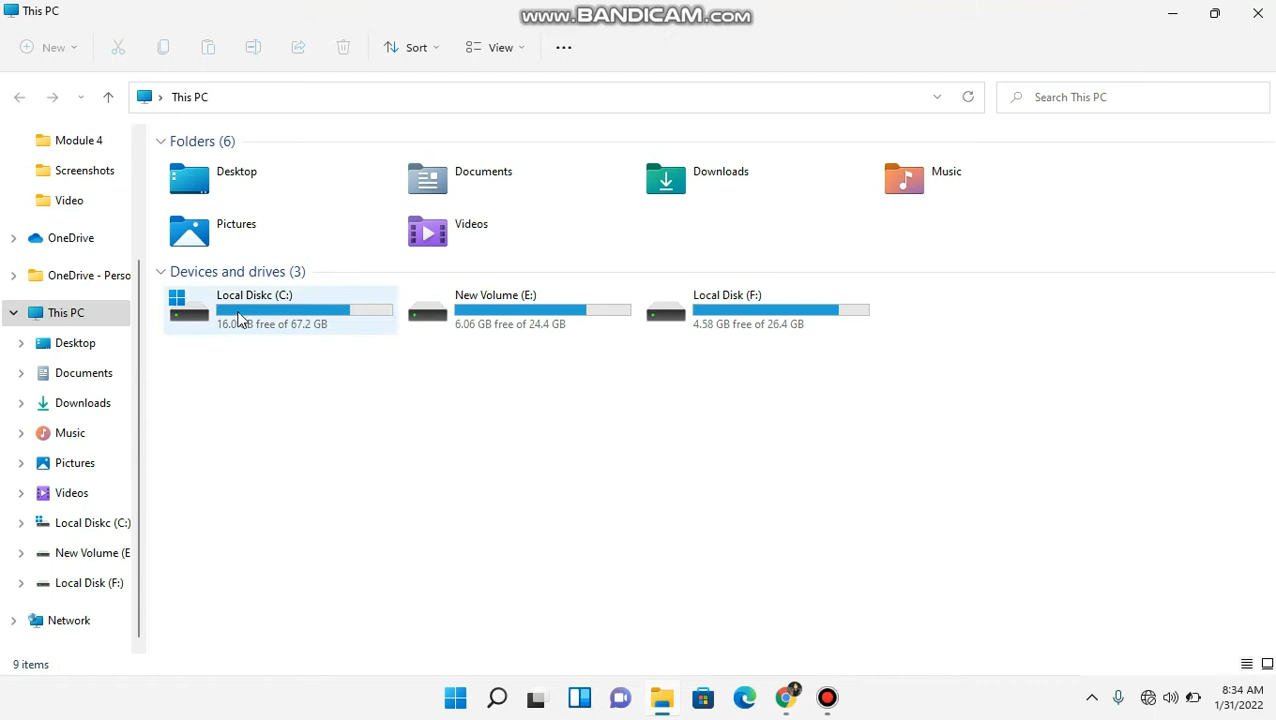 This PC
www.BANDICAM.com
New
Sort
View
This PC
Search This PC
Module 4
Screenshots
Video
OneDrive
OneDrive - Perso
This PC
Desktop
Documents
Downloads
Music
Pictures
Videos
Local Diskc (C:)
New Volume (E
Local Disk (F:)
Network
Folders (6)
Desktop
Documents
Downloads
Music
Pictures
Videos
Devices and drives (3)
Local Diskc (C:)
GB free of 67.2 GB
New Volume (E:)
6.06 GB free of 24.4 GB
Local Disk (F:)
4.58 GB free of 26.4 GB
9 items
8:34 AM
1/31/2022